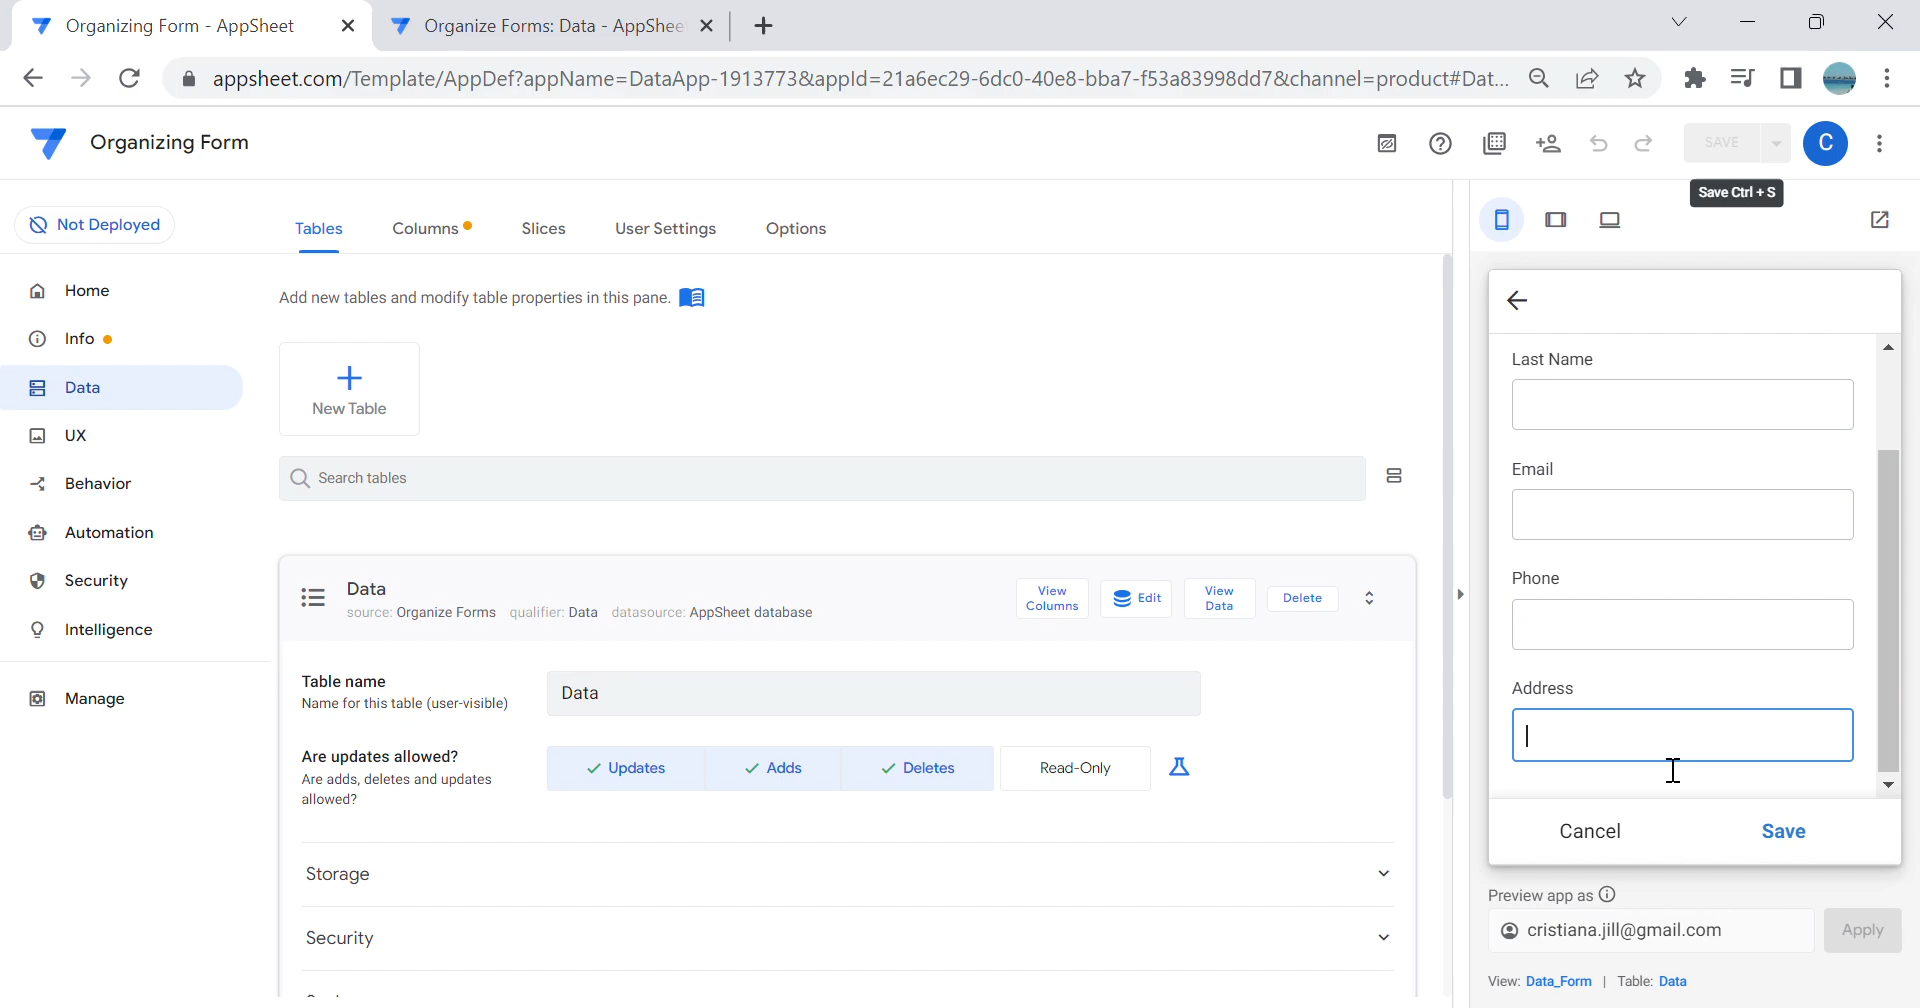 Organizing Form - AppSheet
Organize Forms: Data - AppShee
appsheet.com/Template/AppDef?appName=DataApp-1913773&appId=21a6ec29-6dc0-40e8-bba7-f53a83998dd7&channel=product#Dat...
Organizing Form
SAVE
C
Save Ctrl + S
Not Deployed
Tables
Columns
Slices
User Settings
Options
Home
Info
Data
UX
Behavior
Automation
Security
Intelligence
Manage
Add new tables and modify table properties in this pane.
New Table
Search tables
Data
source: Organize Forms qualifier: Data datasource: AppSheet database
View
Columns
Edit
View
Data
Delete
Table name
Name for this table (user-visible)
Data
Are updates allowed?
Are adds, deletes and updates
allowed?
Updates
Adds
Deletes
Read-Only
Storage
Security
Last Name
Email
Phone
Address
Cancel
Save
Preview app as
cristiana.jill@gmail.com
Apply
View: Data_Form | Table: Data